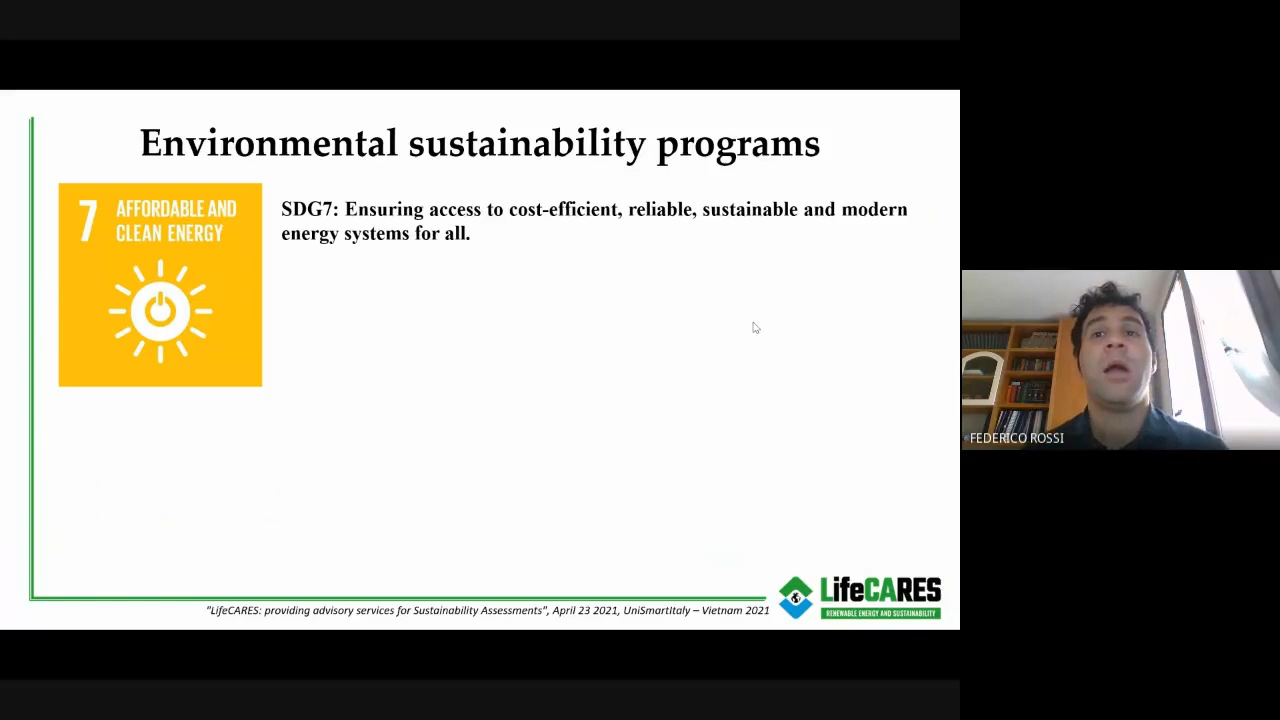 Environmental sustainability programs
7 AFFORDABLE AND
CLEAN ENERGY
SDG7: Ensuring access to cost-efficient, reliable, sustainable and modern
energy systems for all.
FEDERICO ROSSI
LifeCARES
RENEWABLE ENERGY AND SUSTAINABILITY
"LifeCARES: providing advisory services for Sustainability Assessments", April 23 2021, UniSmartItaly – Vietnam 2021